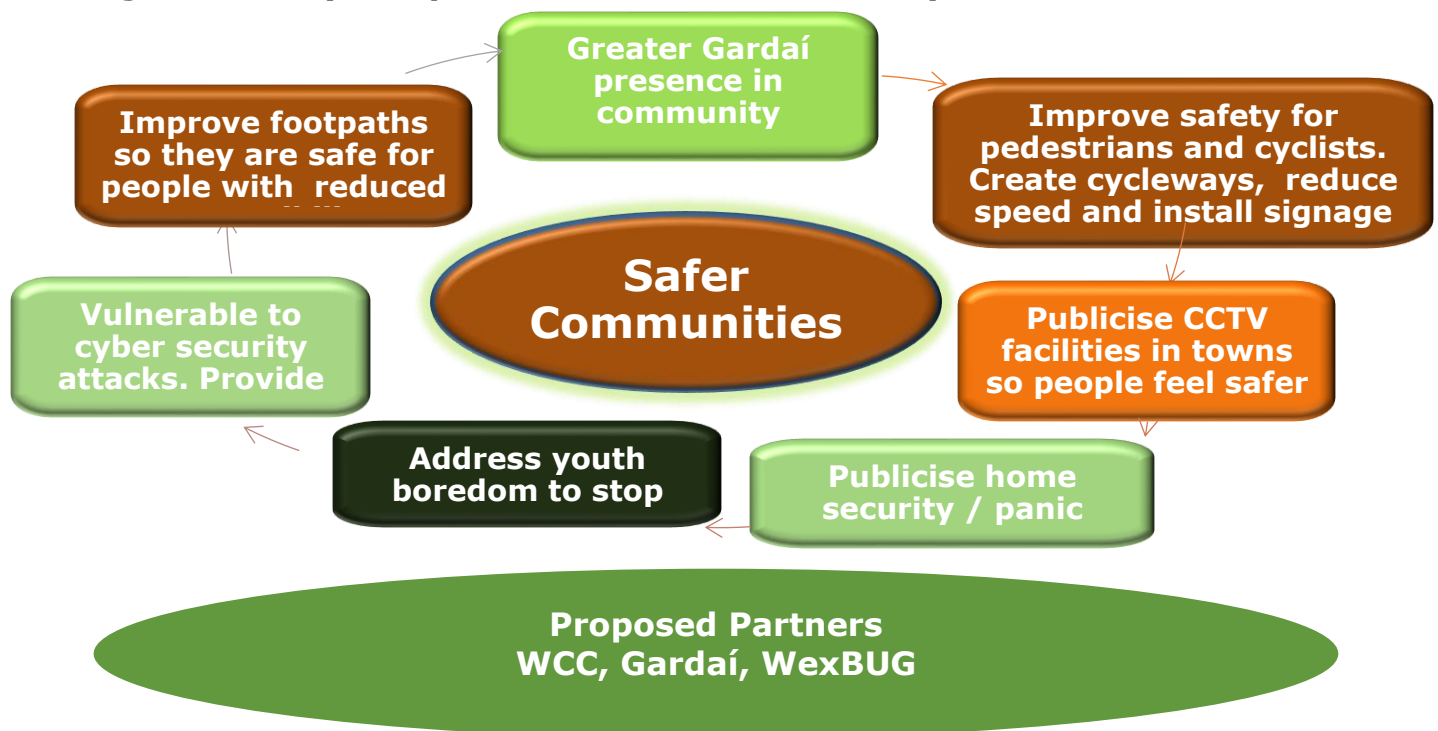 Greater Gardaí
presence in
community
Improve safety for
pedestrians and cyclists.
Create cycleways, reduce
speed and install signage
Publicise CCTV
facilities in towns
so people feel safer
Publicise home
security / panic
Address youth
boredom to stop
Vulnerable to
cyber security
attacks. Provide
Improve footpaths
so they are safe for
people with reduced
Safer
Communities
Proposed Partners
WCC, Gardaí, WexBUG